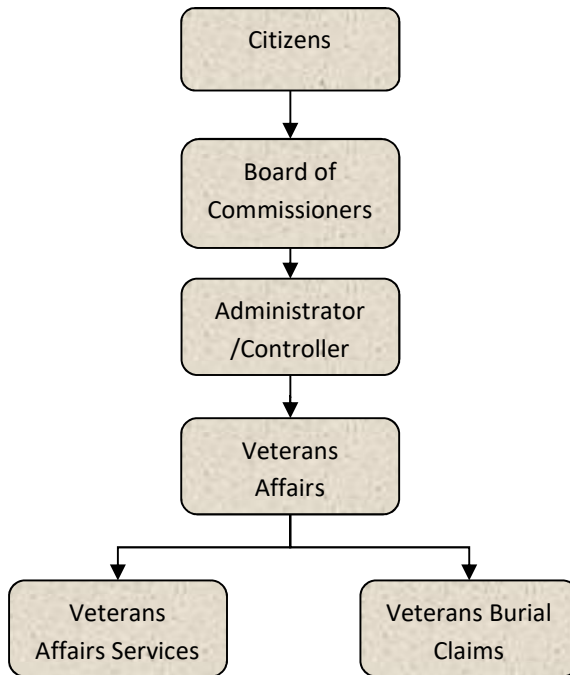 Citizens
Board of
Commissioners
Administrator
/Controller
Veterans
Affairs
Veterans
Affairs Services
Veterans Burial
Claims